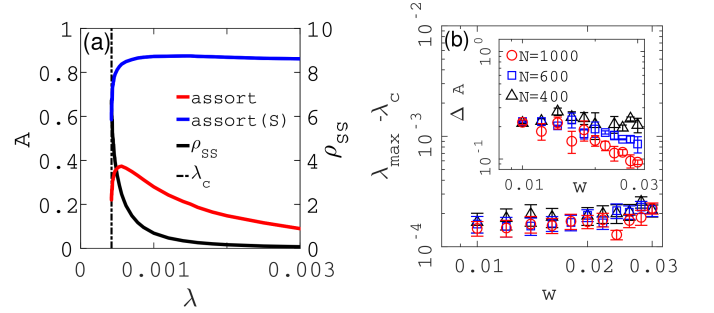 (a)
A
1
0.8
0.6
0.4
0.2
0
10
8
6
4
2
0
ρ_SS
assort
assort(S)
ρ_SS
λ_c
0.001
0.003
λ
(b)
λ_max-λ_c
10^-2
10^-3
10^-4
0.01
0.02
0.03
w
Δ A
10^0
10^-1
N=1000
N=600
N=400
0.01
w
0.03